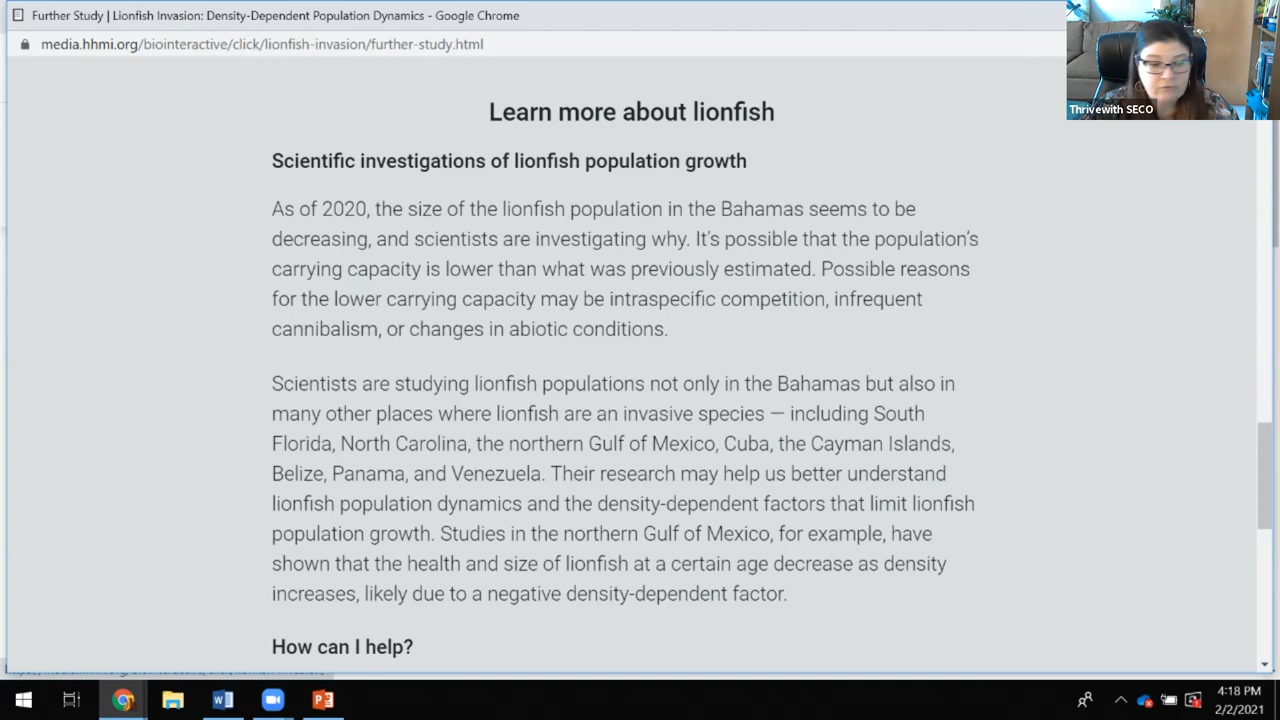 Further Study | Lionfish Invasion: Density-Dependent Population Dynamics - Google Chrome
media.hhmi.org/biointeractive/click/lionfish-invasion/further-study.html
Thrivewith SECO
Learn more about lionfish
Scientific investigations of lionfish population growth
As of 2020, the size of the lionfish population in the Bahamas seems to be
decreasing, and scientists are investigating why. It's possible that the population's
carrying capacity is lower than what was previously estimated. Possible reasons
for the lower carrying capacity may be intraspecific competition, infrequent
cannibalism, or changes in abiotic conditions.
Scientists are studying lionfish populations not only in the Bahamas but also in
many other places where lionfish are an invasive species — including South
Florida, North Carolina, the northern Gulf of Mexico, Cuba, the Cayman Islands,
Belize, Panama, and Venezuela. Their research may help us better understand
lionfish population dynamics and the density-dependent factors that limit lionfish
population growth. Studies in the northern Gulf of Mexico, for example, have
shown that the health and size of lionfish at a certain age decrease as density
increases, likely due to a negative density-dependent factor.
How can I help?
4:18 PM
2/2/2021